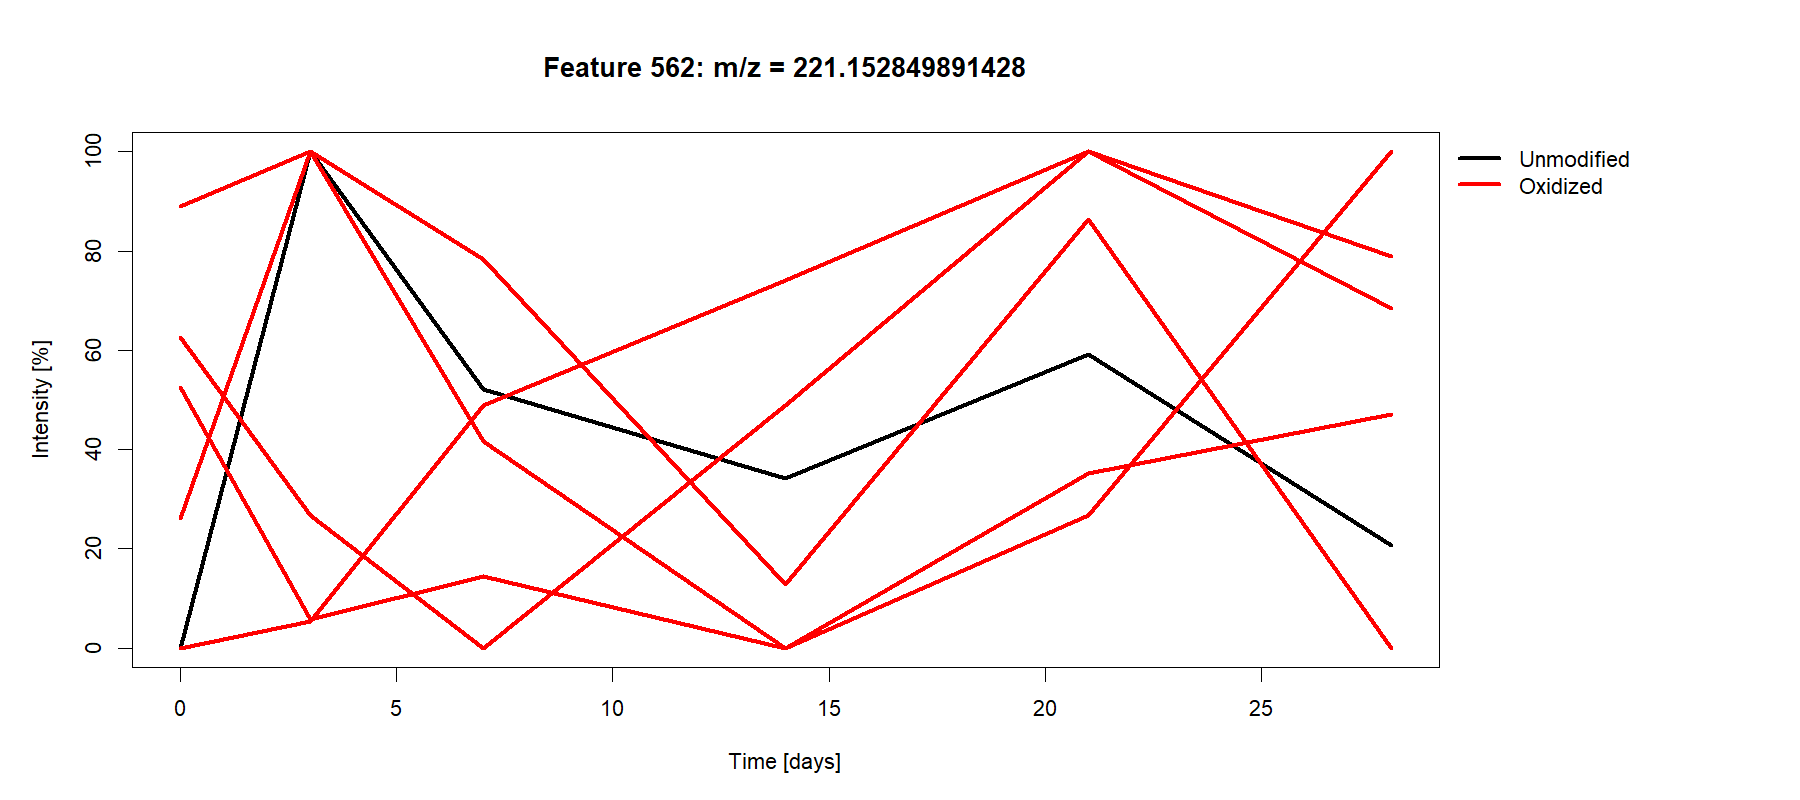 Feature 562: m/z = 221.152849891428
Unmodified
Oxidized
Intensity [%]
100
80
60
40
20
0
0 5 10 15 20 25
Time [days]